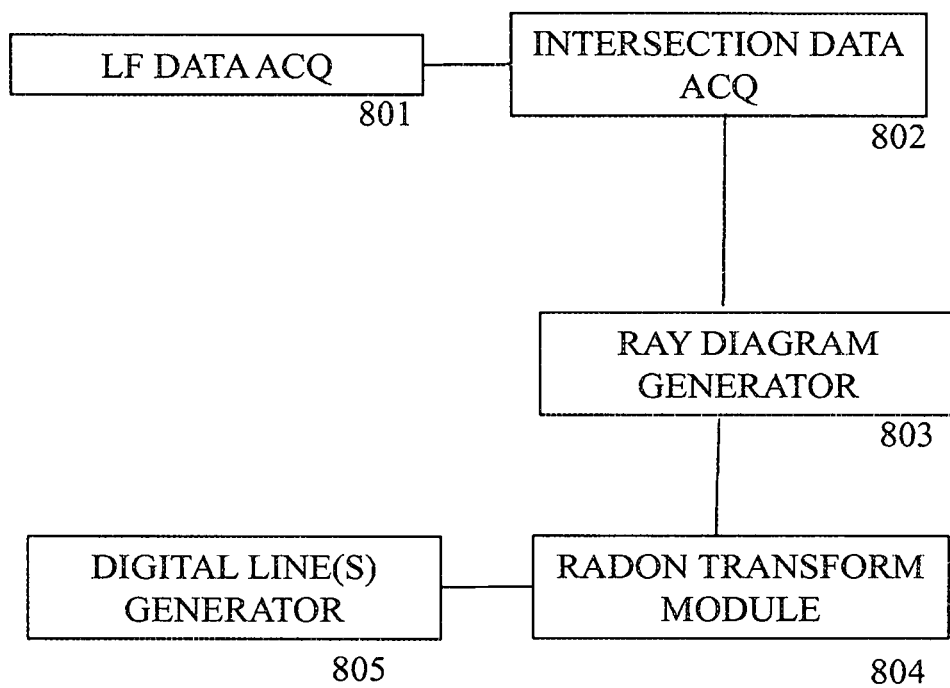 LF DATA ACQ
801
INTERSECTION DATA
ACQ
802
RAY DIAGRAM
GENERATOR
803
RADON TRANSFORM
MODULE
804
DIGITAL LINE(S)
GENERATOR
805